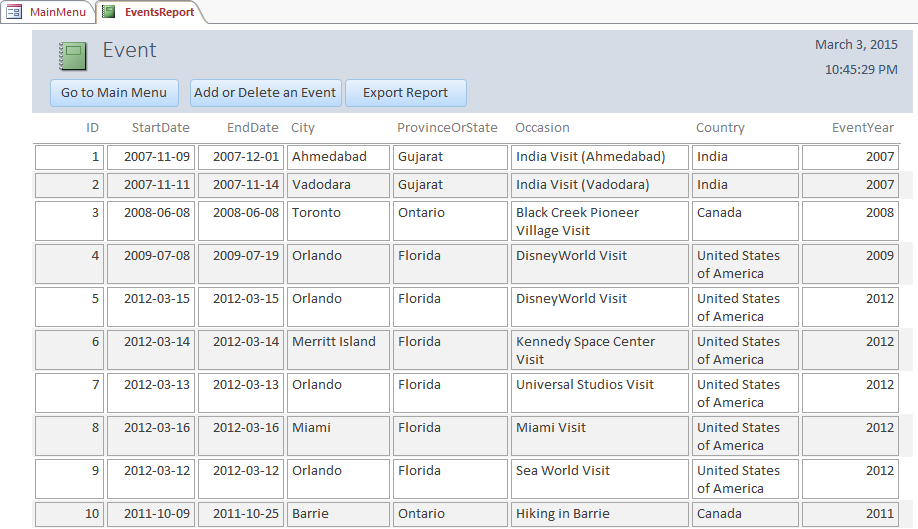 MainMenu EventsReport
Event March 3, 2015
10:45:29 PM
Go to Main Menu Add or Delete an Event Export Report
ID StartDate EndDate City ProvinceOrState Occasion Country EventYear
1 2007-11-09 2007-12-01 Ahmedabad Gujarat India Visit (Ahmedabad) India 2007
2 2007-11-11 2007-11-14 Vadodara Gujarat India Visit (Vadodara) India 2007
3 2008-06-08 2008-06-08 Toronto Ontario Black Creek Pioneer Canada 2008
Village Visit
4 2009-07-08 2009-07-19 Orlando Florida DisneyWorld Visit United States 2009
of America
5 2012-03-15 2012-03-15 Orlando Florida DisneyWorld Visit United States 2012
of America
6 2012-03-14 2012-03-14 Merritt Island Florida Kennedy Space Center United States 2012
Visit of America
7 2012-03-13 2012-03-13 Orlando Florida Universal Studios Visit United States 2012
of America
8 2012-03-16 2012-03-16 Miami Florida Miami Visit United States 2012
of America
9 2012-03-12 2012-03-12 Orlando Florida Sea World Visit United States 2012
of America
10 2011-10-09 2011-10-25 Barrie Ontario Hiking in Barrie Canada 2011